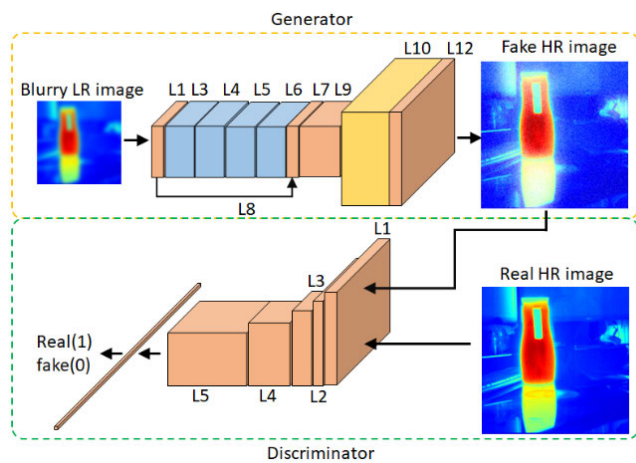 Generator
Blurry LR image
L1 L3 L4 L5 L6 L7 L9
L10 L12
Fake HR image
L8
L1
L3
Real HR image
Real(1)
fake(0)
L5 L4 L2
Discriminator